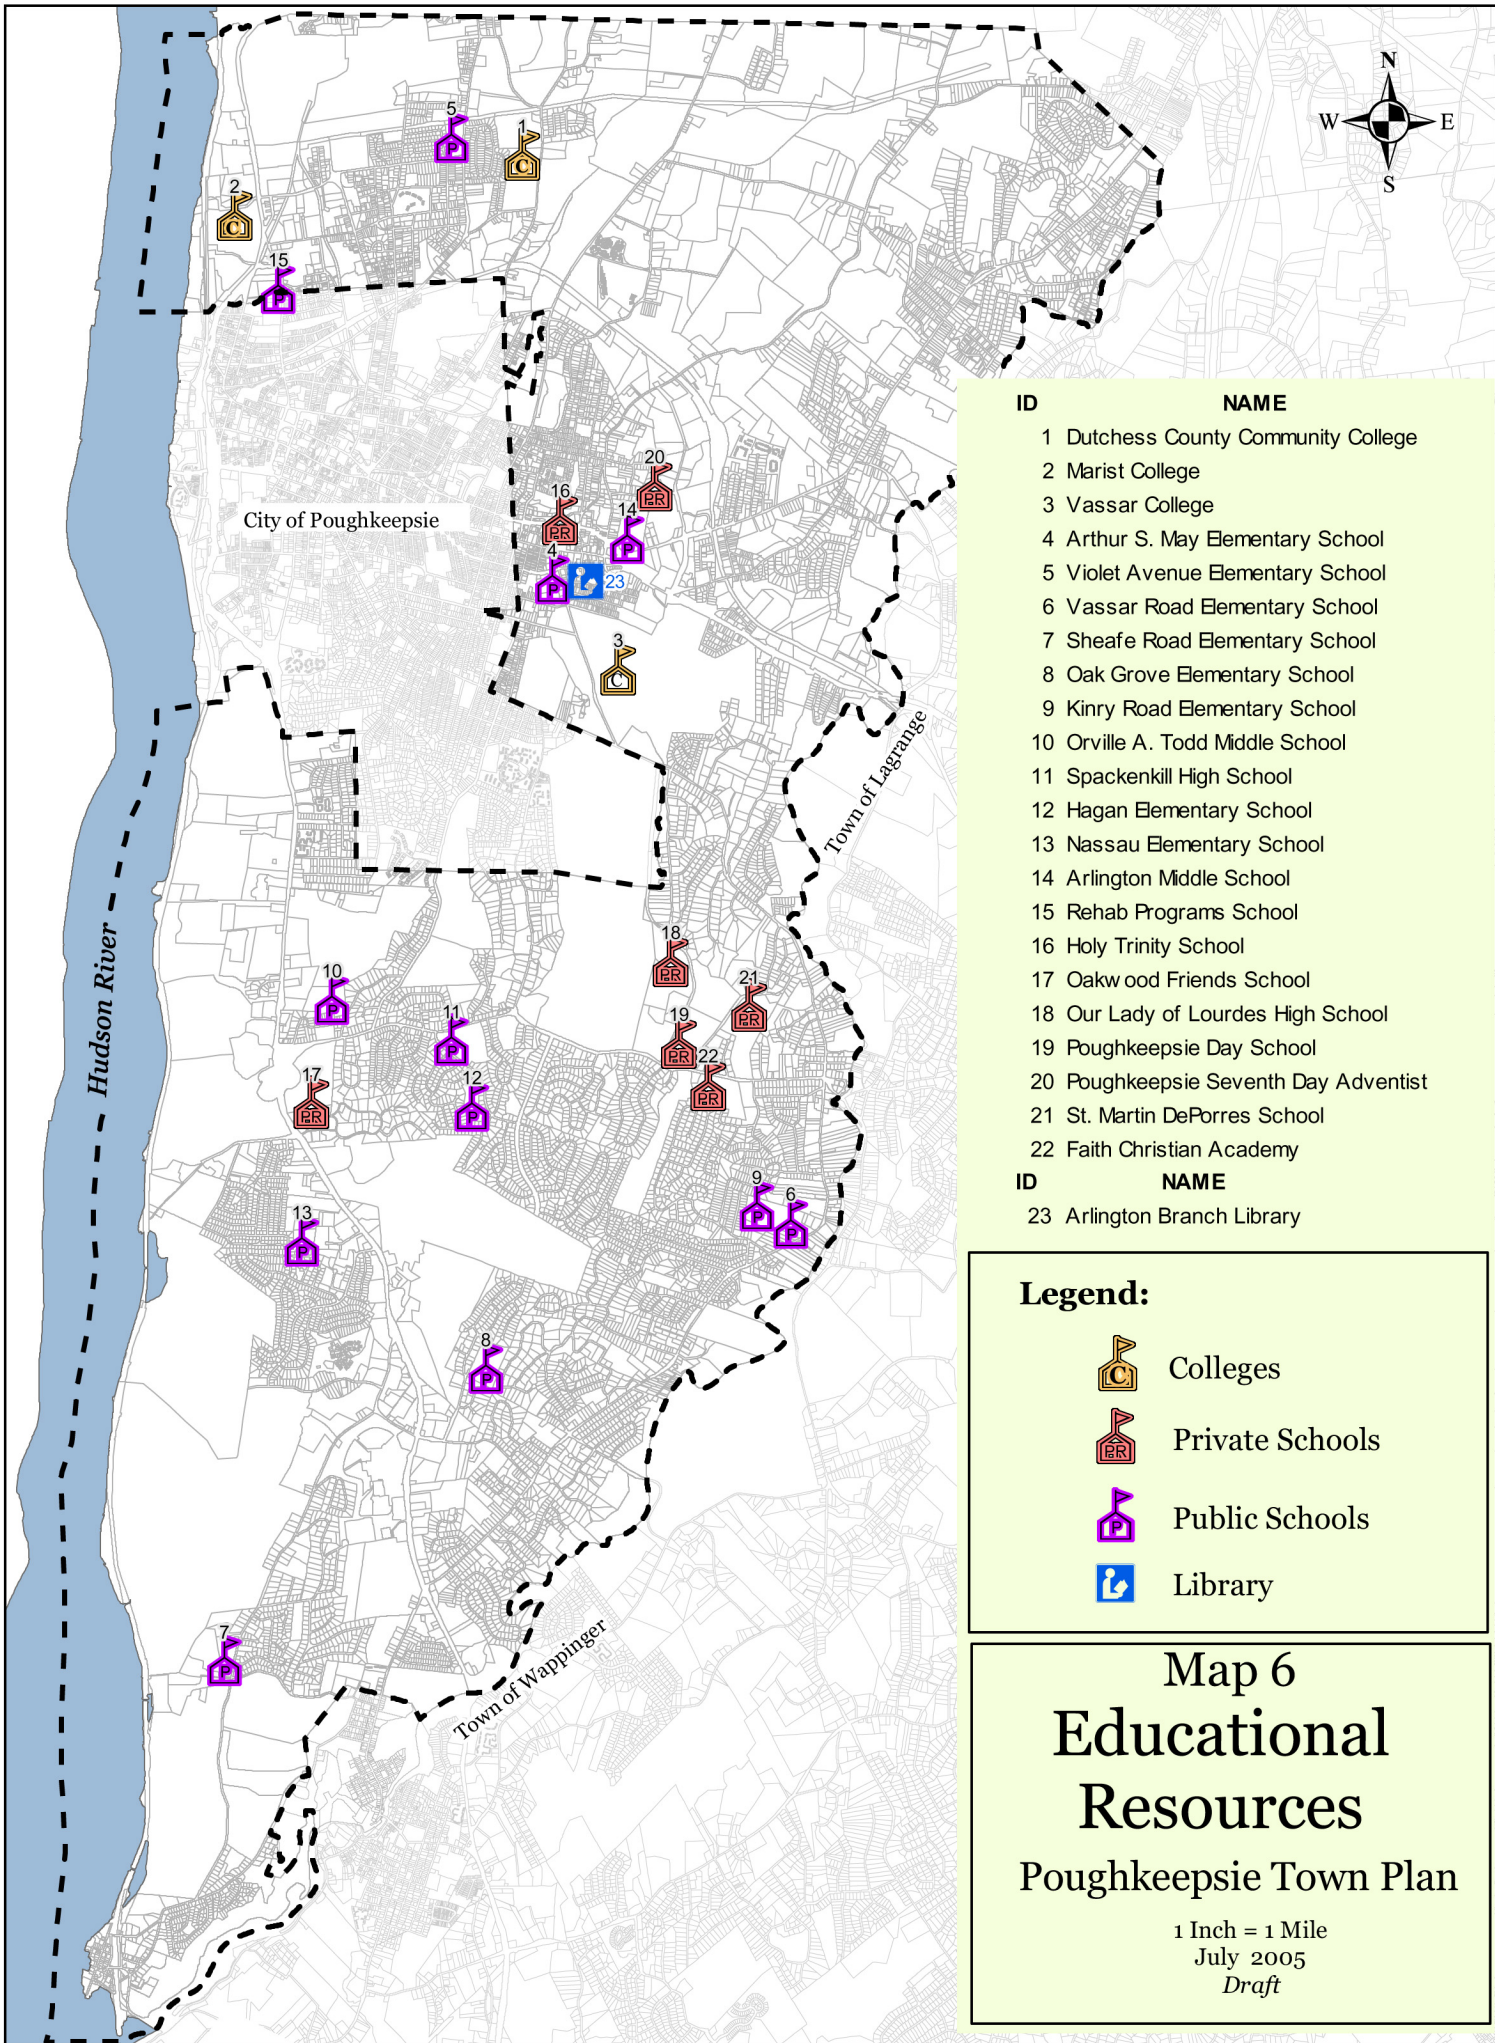 N
W E
S
5
1
2
15
20
16
14
City of Poughkeepsie
4
23
3
Town of Lagrange
Hudson River
18
10
21
11
19
22
17
12
9
6
13
8
7
Town of Wappinger
ID NAME
1 Dutchess County Community College
2 Marist College
3 Vassar College
4 Arthur S. May Elementary School
5 Violet Avenue Elementary School
6 Vassar Road Elementary School
7 Sheafe Road Elementary School
8 Oak Grove Elementary School
9 Kinry Road Elementary School
10 Orville A. Todd Middle School
11 Spackenkill High School
12 Hagan Elementary School
13 Nassau Elementary School
14 Arlington Middle School
15 Rehab Programs School
16 Holy Trinity School
17 Oakwood Friends School
18 Our Lady of Lourdes High School
19 Poughkeepsie Day School
20 Poughkeepsie Seventh Day Adventist
21 St. Martin DePorres School
22 Faith Christian Academy
ID NAME
23 Arlington Branch Library
Legend:
C Colleges
PR Private Schools
P Public Schools
Library
Map 6
Educational
Resources
Poughkeepsie Town Plan
1 Inch = 1 Mile
July 2005
Draft